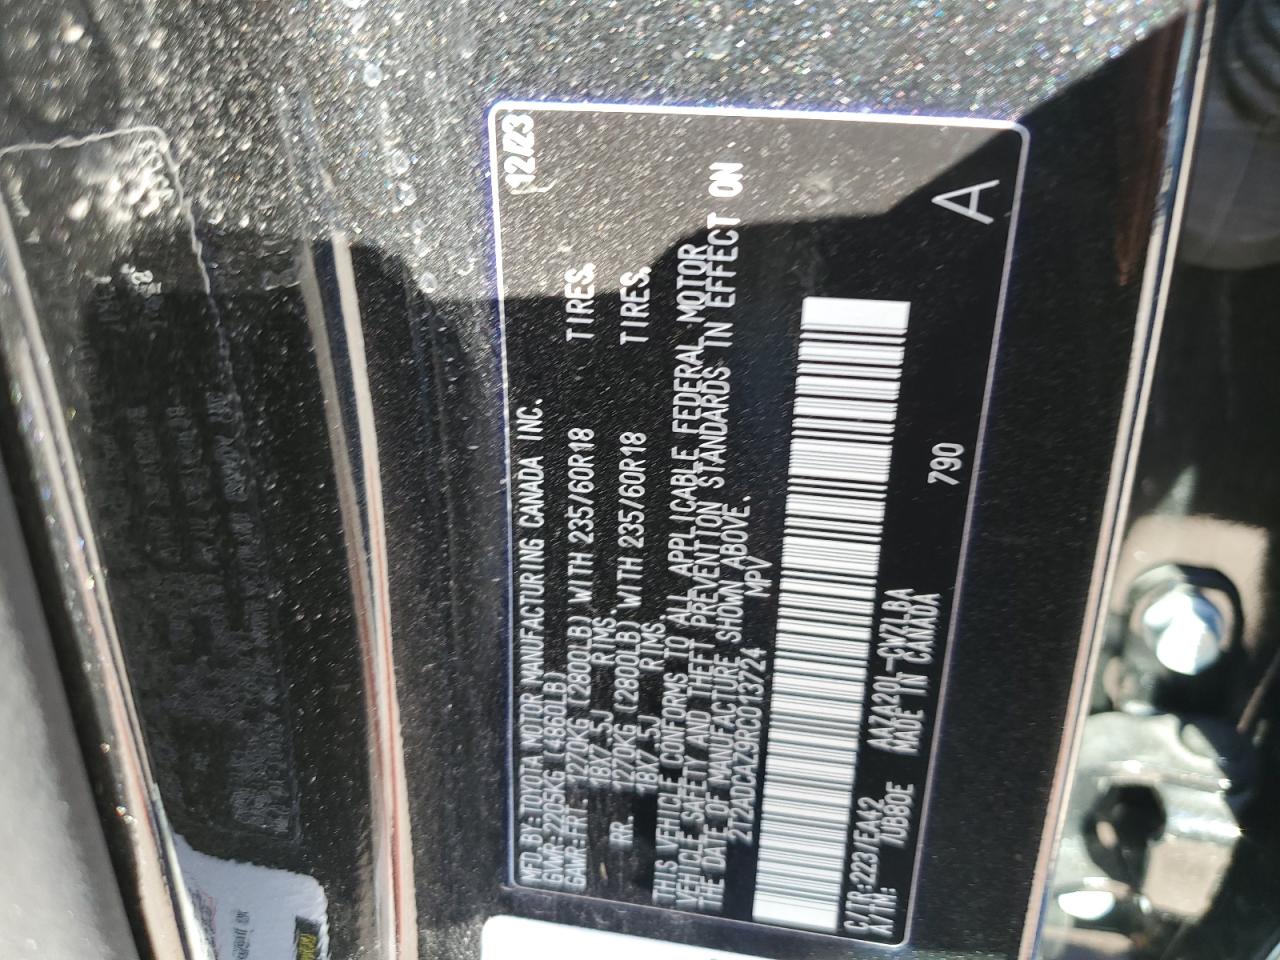 MFD.BY:TOYOTA MOTOR MANUFACTURING CANADA INC. 12/23
GVWR:2205KG (4860LB)
GAWR:FRT. 1270KG (2800LB) WITH 235/60R18 TIRES.
18X7.5J RIMS.
RR. 1270KG (2800LB) WITH 235/60R18 TIRES.
18X7.5J RIMS.
THIS VEHICLE CONFORMS TO ALL APPLICABLE FEDERAL MOTOR
VEHICLE SAFETY AND THEFT PREVENTION STANDARDS IN EFFECT ON
THE DATE OF MANUFACTURE SHOWN ABOVE.
2T2ADCAZ9RC013724 MPV
C/TR:223/EA42 AAZA20-CWZLBA
A/TM: 1UB80E MADE IN CANADA 790
A